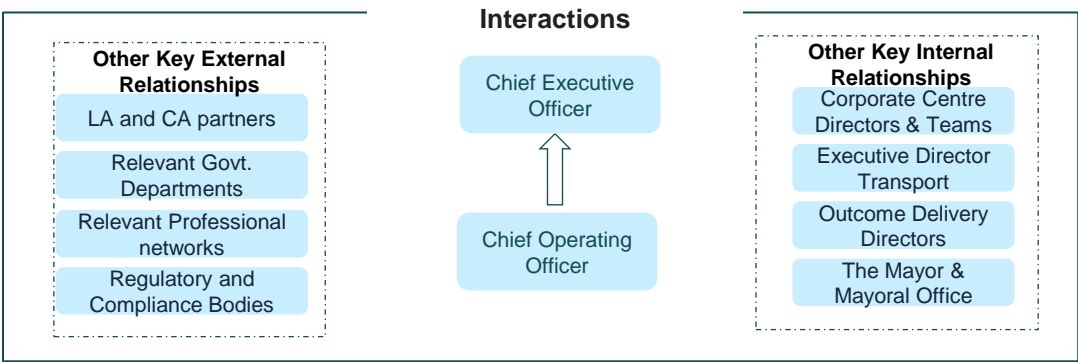 Interactions
Other Key External
Relationships
LA and CA partners
Relevant Govt.
Departments
Relevant Professional
networks
Regulatory and
Compliance Bodies
Chief Executive
Officer
Chief Operating
Officer
Other Key Internal
Relationships
Corporate Centre
Directors & Teams
Executive Director
Transport
Outcome Delivery
Directors
The Mayor &
Mayoral Office